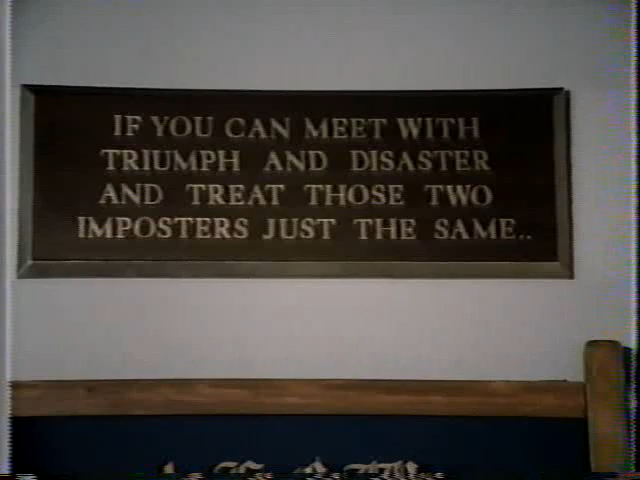 IF YOU CAN MEET WITH
TRIUMPH AND DISASTER
AND TREAT THOSE TWO
IMPOSTERS JUST THE SAME..